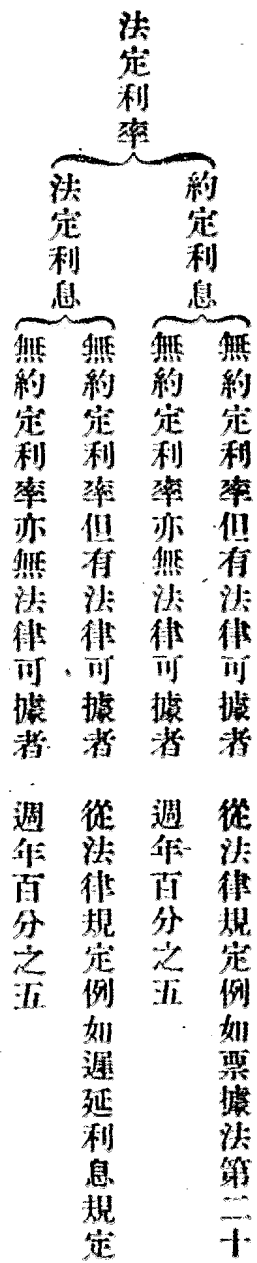 法定利率
約定利息
無約定利率但有法律可據者　從法律規定例如票據法第二十
無約定利率亦無法律可據者　週年百分之五
法定利息
無約定利率但有法律可據者　從法律規定例如遲延利息規定
無約定利率亦無法律可據者　週年百分之五